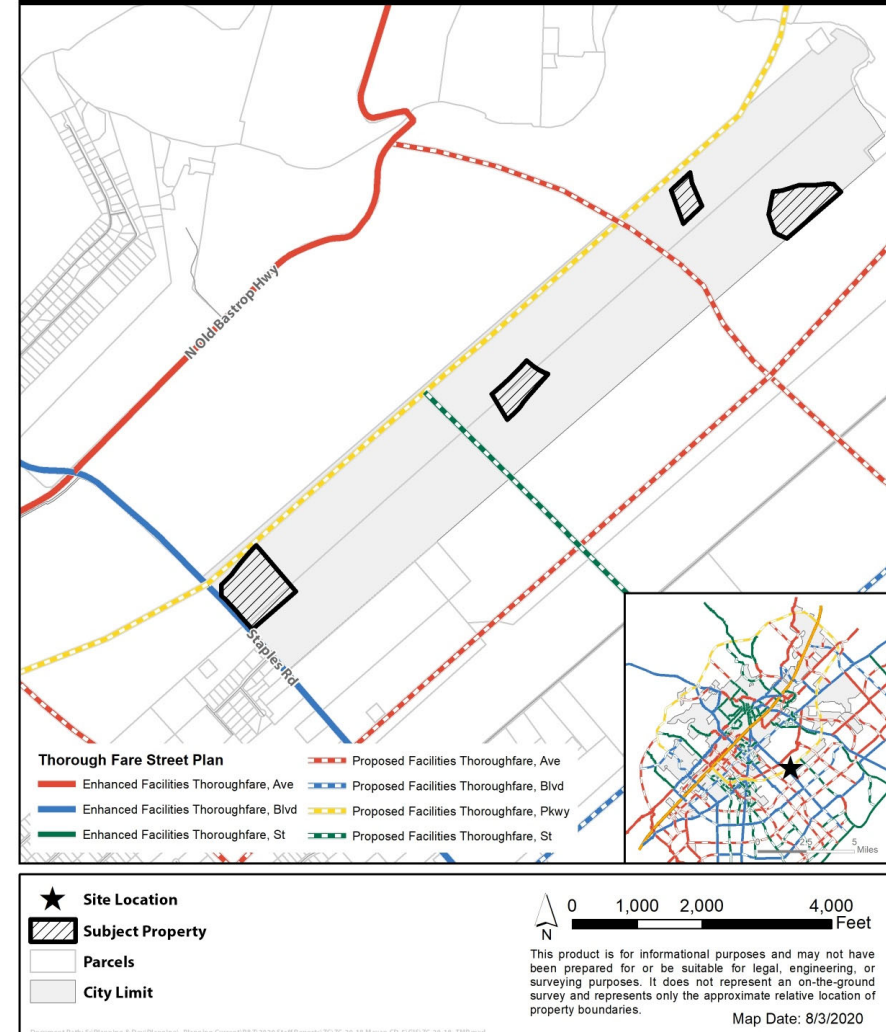 N Old Bastrop Hwy
Staples Rd
Thorough Fare Street Plan
Enhanced Facilities Thoroughfare, Ave
Enhanced Facilities Thoroughfare, Blvd
Enhanced Facilities Thoroughfare, St
Proposed Facilities Thoroughfare, Ave
Proposed Facilities Thoroughfare, Blvd
Proposed Facilities Thoroughfare, Pkwy
Proposed Facilities Thoroughfare, St
0 2.5 5
Miles
Site Location
Subject Property
Parcels
City Limit
N
0 1,000 2,000 4,000
Feet
This product is for informational purposes and may not have
been prepared for or be suitable for legal, engineering, or
surveying purposes. It does not represent an on-the-ground
survey and represents only the approximate relative location of
property boundaries.
Map Date: 8/3/2020